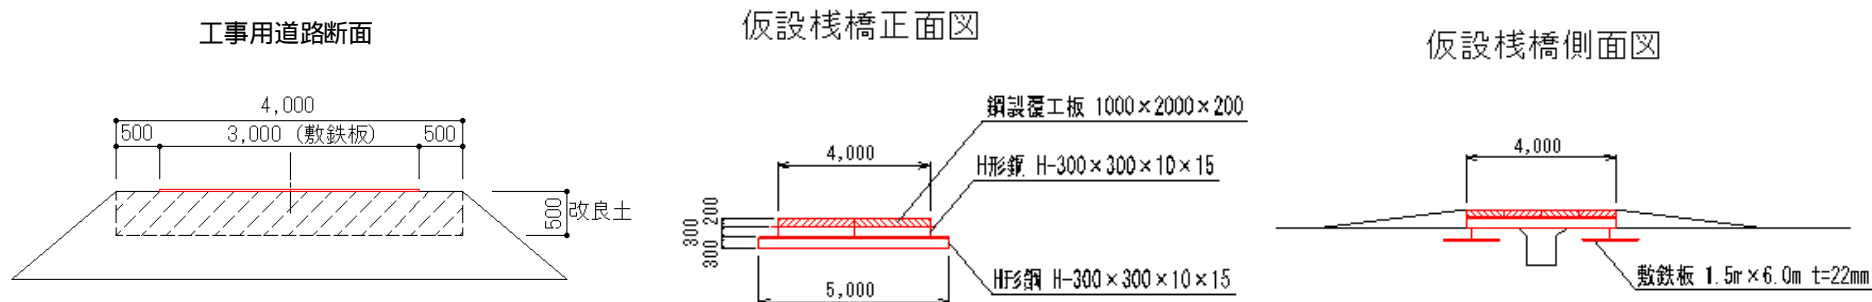 工事用道路断面
4,000
500
3,000 (敷鉄板)
500
500
改良土
仮設桟橋正面図
鋼製覆工板 1000×2000×200
4,000
H形鋼 H-300×300×10×15
200
300
300
H形鋼 H-300×300×10×15
5,000
仮設桟橋側面図
4,000
敷鉄板 1.5m×6.0m t=22mm